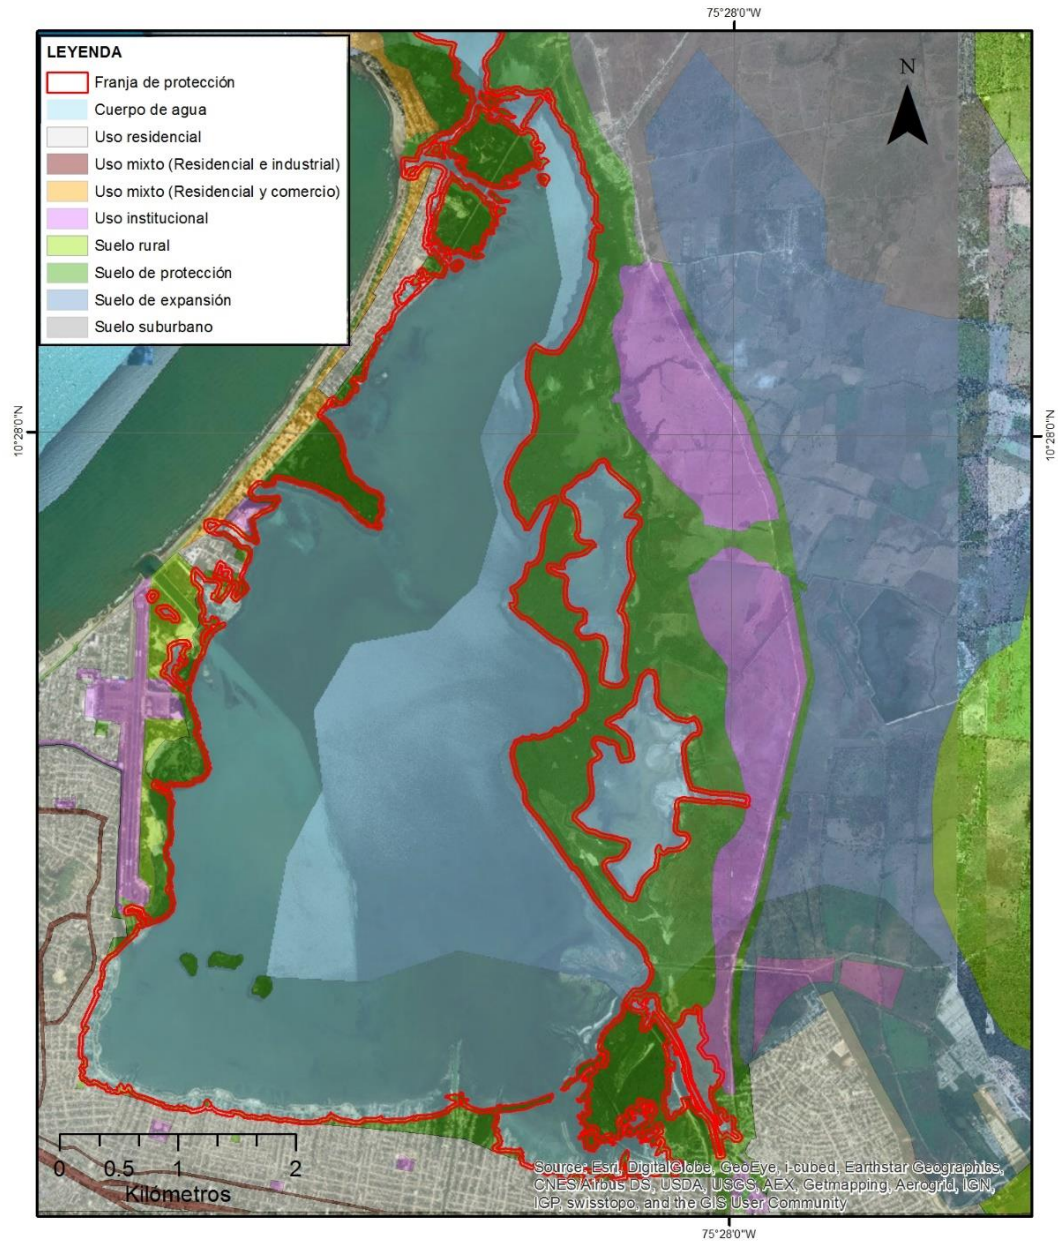 75°28'0"W
LEYENDA
Franja de protección
Cuerpo de agua
Uso residencial
Uso mixto (Residencial e industrial)
Uso mixto (Residencial y comercio)
Uso institucional
Suelo rural
Suelo de protección
Suelo de expansión
Suelo suburbano
N
10°28'0"N
10°28'0"N
0 0.5 1 2
Kilómetros
Source: Esri, DigitalGlobe, GeoEye, i-cubed, Earthstar Geographics,
CNES/Airbus DS, USDA, USGS, AEX, Getmapping, Aerogrid, IGN,
IGP, swisstopo, and the GIS User Community
75°28'0"W